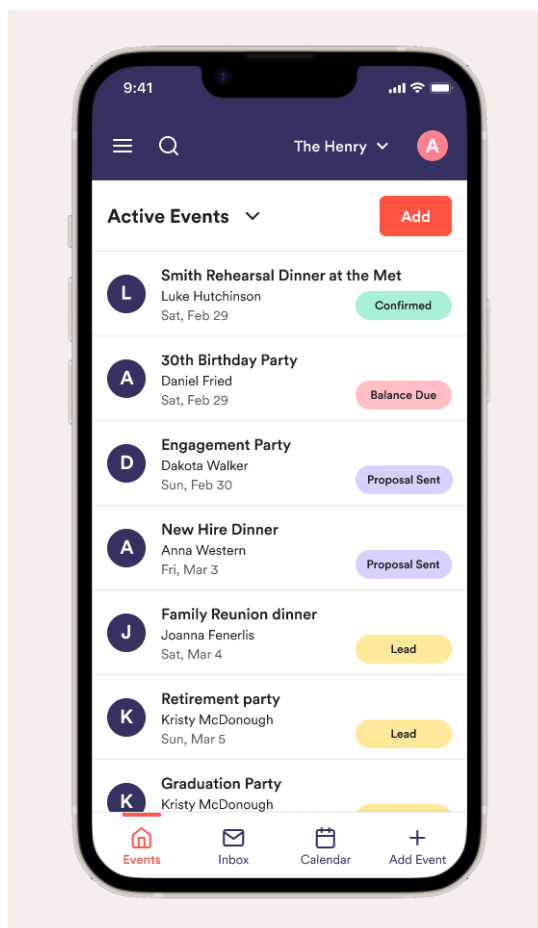 9:41
The Henry
A
Active Events
Add
Smith Rehearsal Dinner at the Met
L
Luke Hutchinson
Confirmed
Sat, Feb 29
30th Birthday Party
A
Daniel Fried
Balance Due
Sat, Feb 29
Engagement Party
D
Dakota Walker
Proposal Sent
Sun, Feb 30
New Hire Dinner
A
Anna Western
Proposal Sent
Fri, Mar 3
Family Reunion dinner
J
Joanna Fenerlis
Lead
Sat, Mar 4
Retirement party
K
Kristy McDonough
Lead
Sun, Mar 5
Graduation Party
K
Kristy McDonough
Events
Inbox
Calendar
Add Event